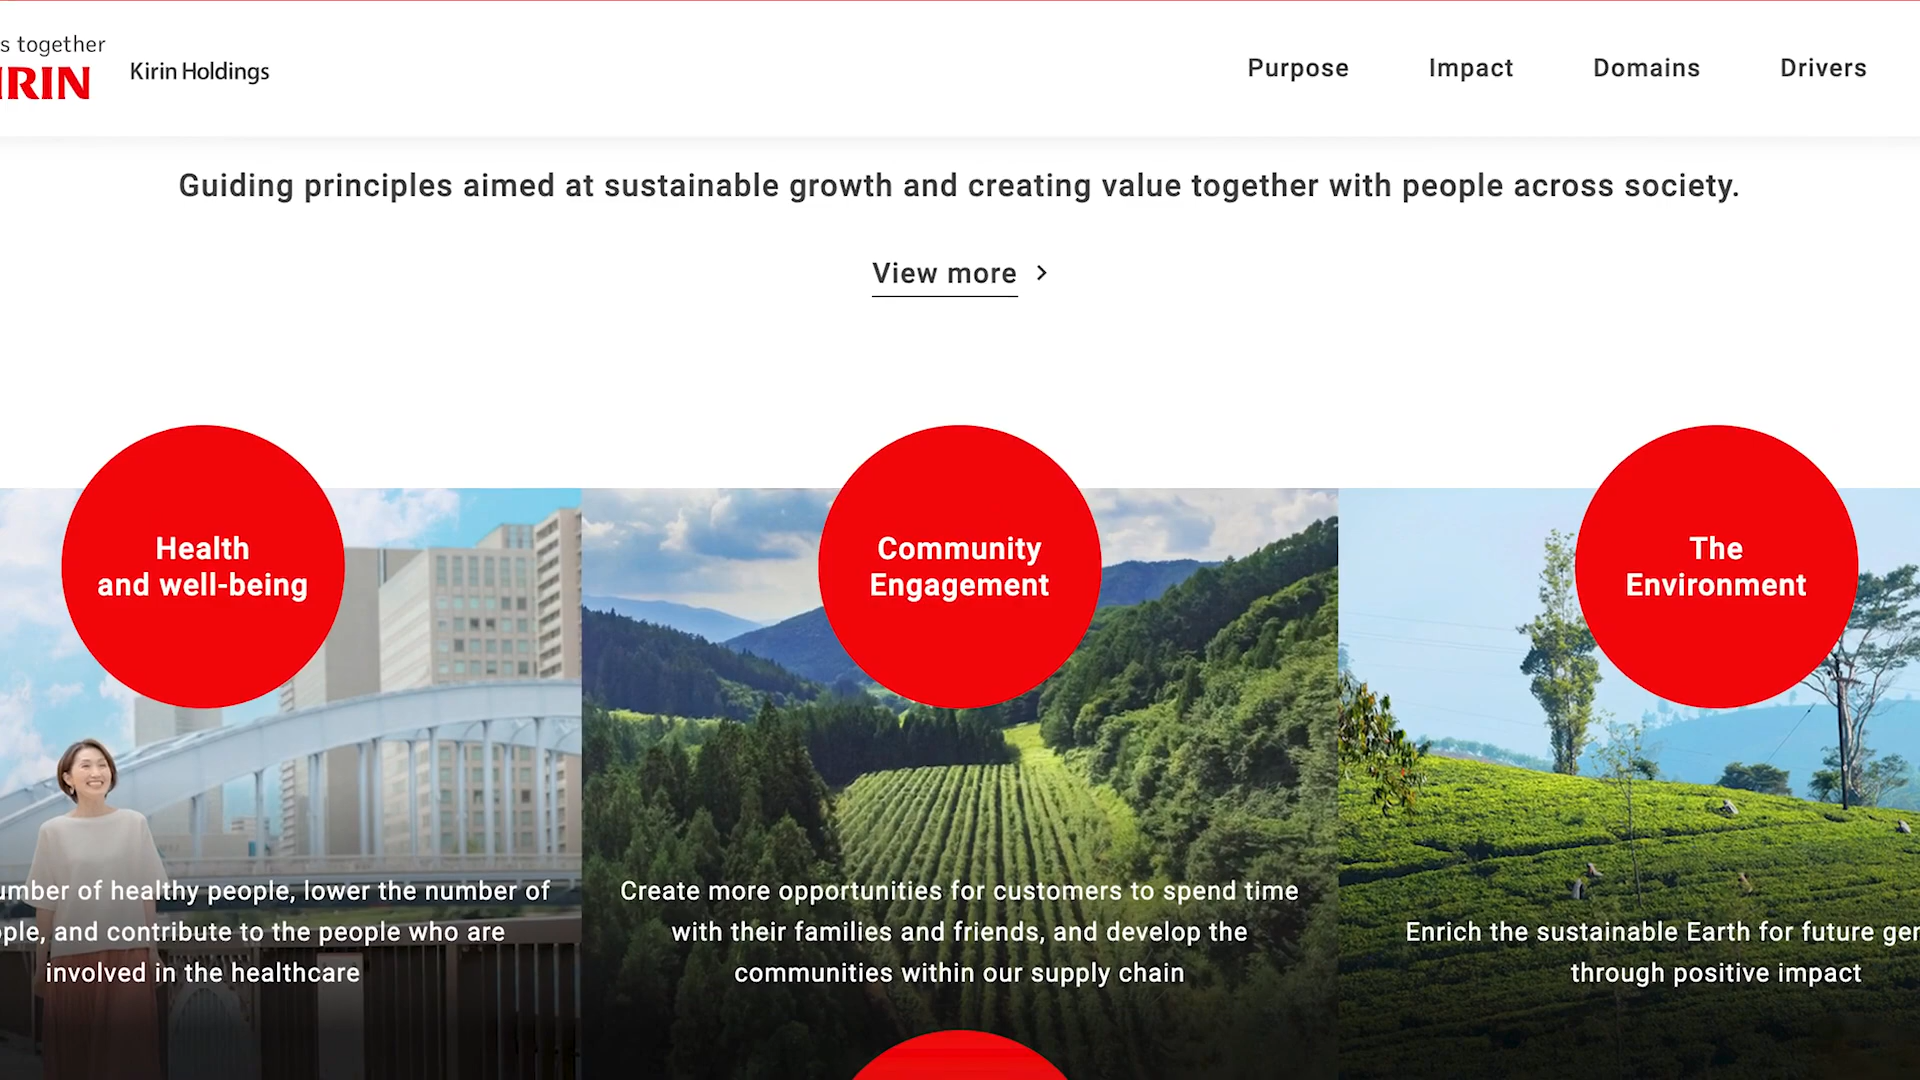 s together
IRIN
Kirin Holdings
Purpose
Impact
Domains
Drivers
Guiding principles aimed at sustainable growth and creating value together with people across society.
View more
Health
and well-being
umber of healthy people, lower the number of
ople, and contribute to the people who are
involved in the healthcare
Community
Engagement
Create more opportunities for customers to spend time
with their families and friends, and develop the
communities within our supply chain
The
Environment
Enrich the sustainable Earth for future gen
through positive impact